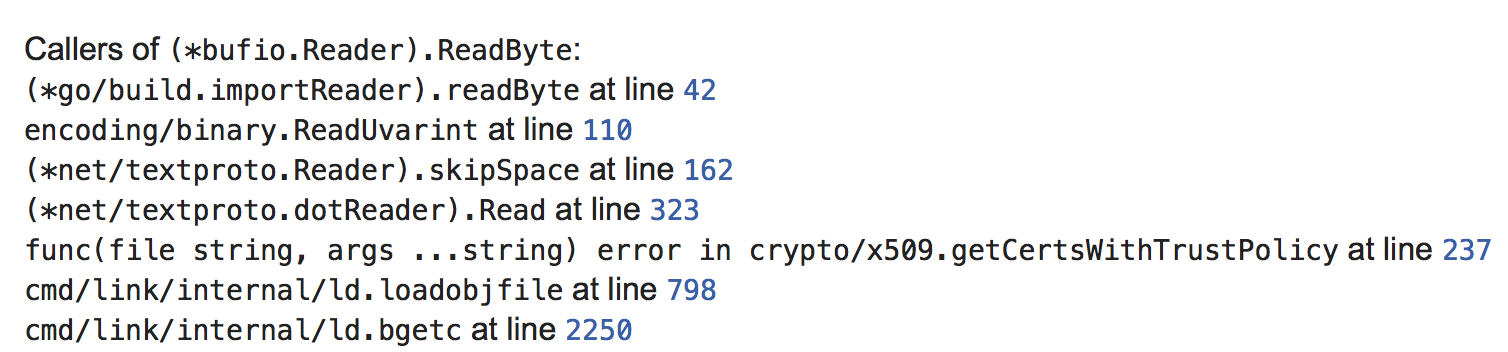 Callers of (*bufio.Reader).ReadByte:
(*go/build.importReader).readByte at line 42
encoding/binary.ReadUvarint at line 110
(*net/textproto.Reader).skipSpace at line 162
(*net/textproto.dotReader).Read at line 323
func(file string, args ...string) error in crypto/x509.getCertsWithTrustPolicy at line 237
cmd/link/internal/ld.loadobjfile at line 798
cmd/link/internal/ld.bgetc at line 2250